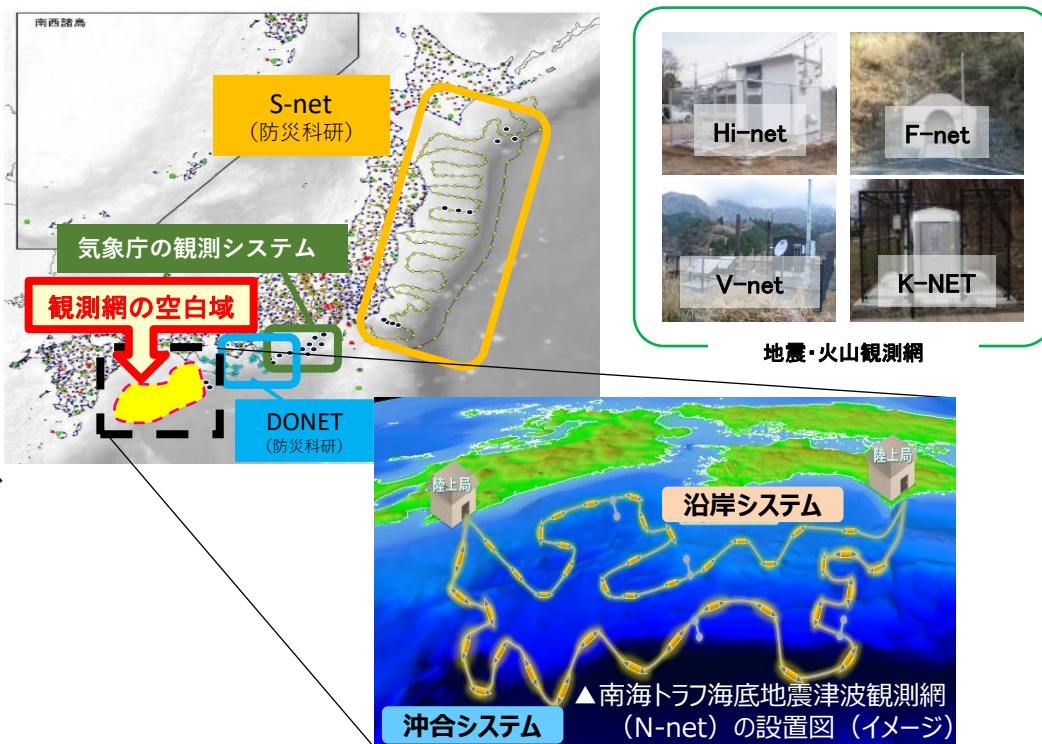 南西諸島
S-net
（防災科研）
気象庁の観測システム
観測網の空白域
DONET
（防災科研）
Hi-net
F-net
V-net
K-NET
地震・火山観測網
陸上局
陸上局
沿岸システム
沖合システム
▲南海トラフ海底地震津波観測網
（N-net）の設置図（イメージ）